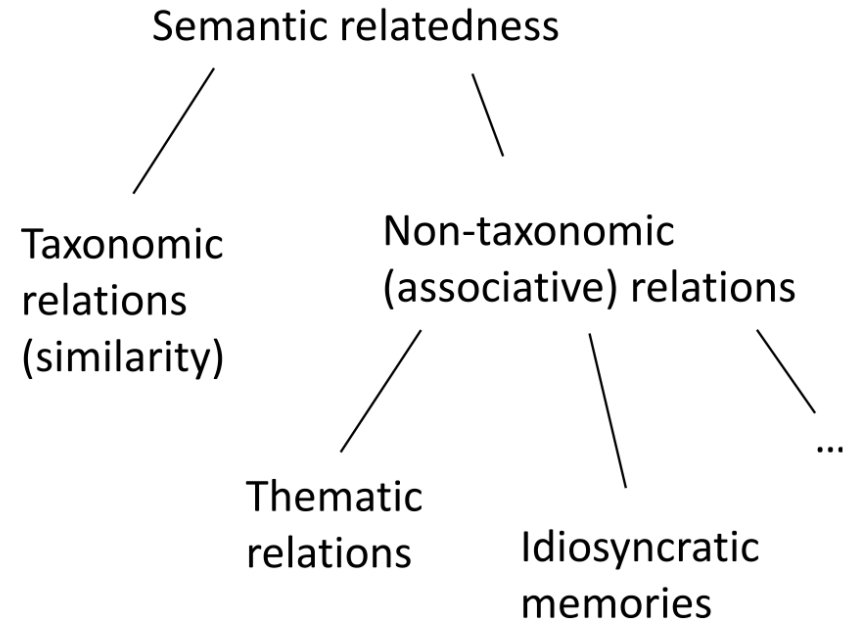 Semantic relatedness
Taxonomic
relations
(similarity)
Non-taxonomic
(associative) relations
Thematic
relations
Idiosyncratic
memories
...